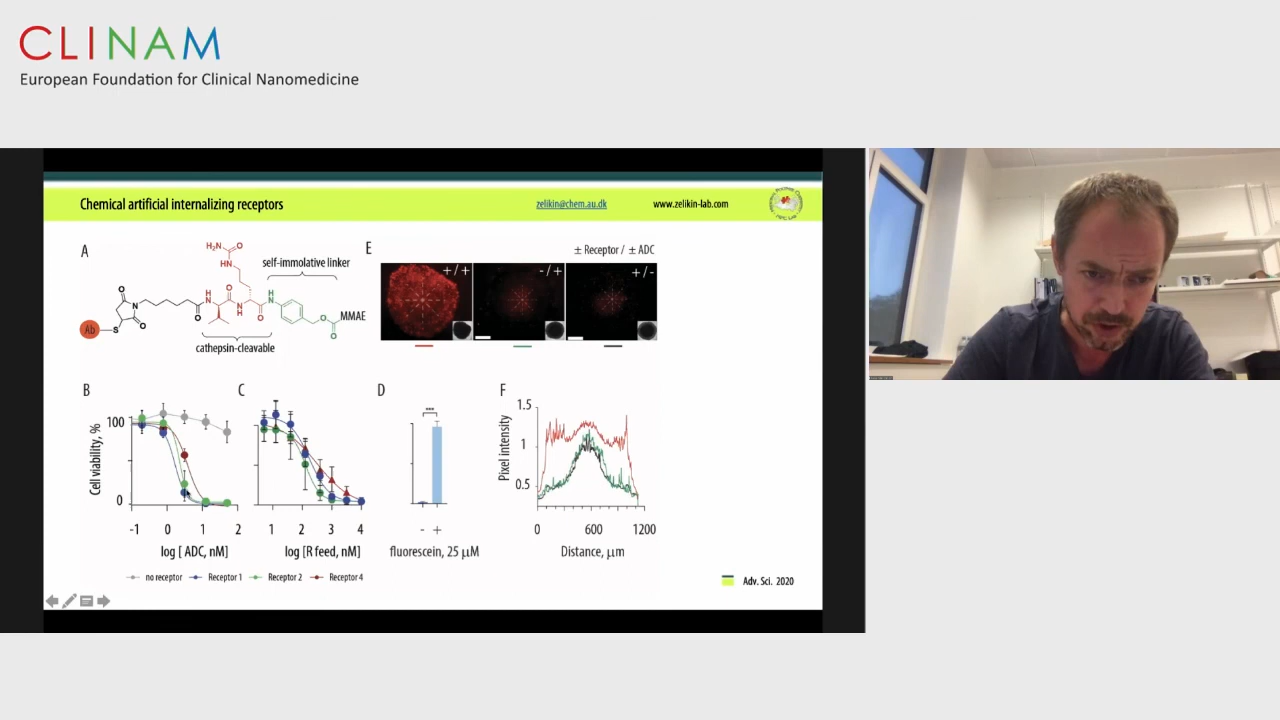 CLINAM
European Foundation for Clinical Nanomedicine
Chemical artificial internalizing receptors
zelikin@chem.au.dk
www.zelikin-lab.com
A
H₂N
O
HN
self-immolative linker
O
N
O
S
Ab
O
H
N
O
N
H
O
H
N
O
O
MMAE
cathepsin-cleavable
E
± Receptor / ± ADC
+/+
-/+
+/-
B
Cell viability, %
100
0
-1 0 1 2
log [ ADC, nM]
C
1 2 3 4
log [R feed, nM]
D
***
- +
fluorescein, 25 μM
F
Pixel intensity
1.5
1
0.5
0 600 1200
Distance, μm
no receptor Receptor 1 Receptor 2 Receptor 4
Adv. Sci. 2020